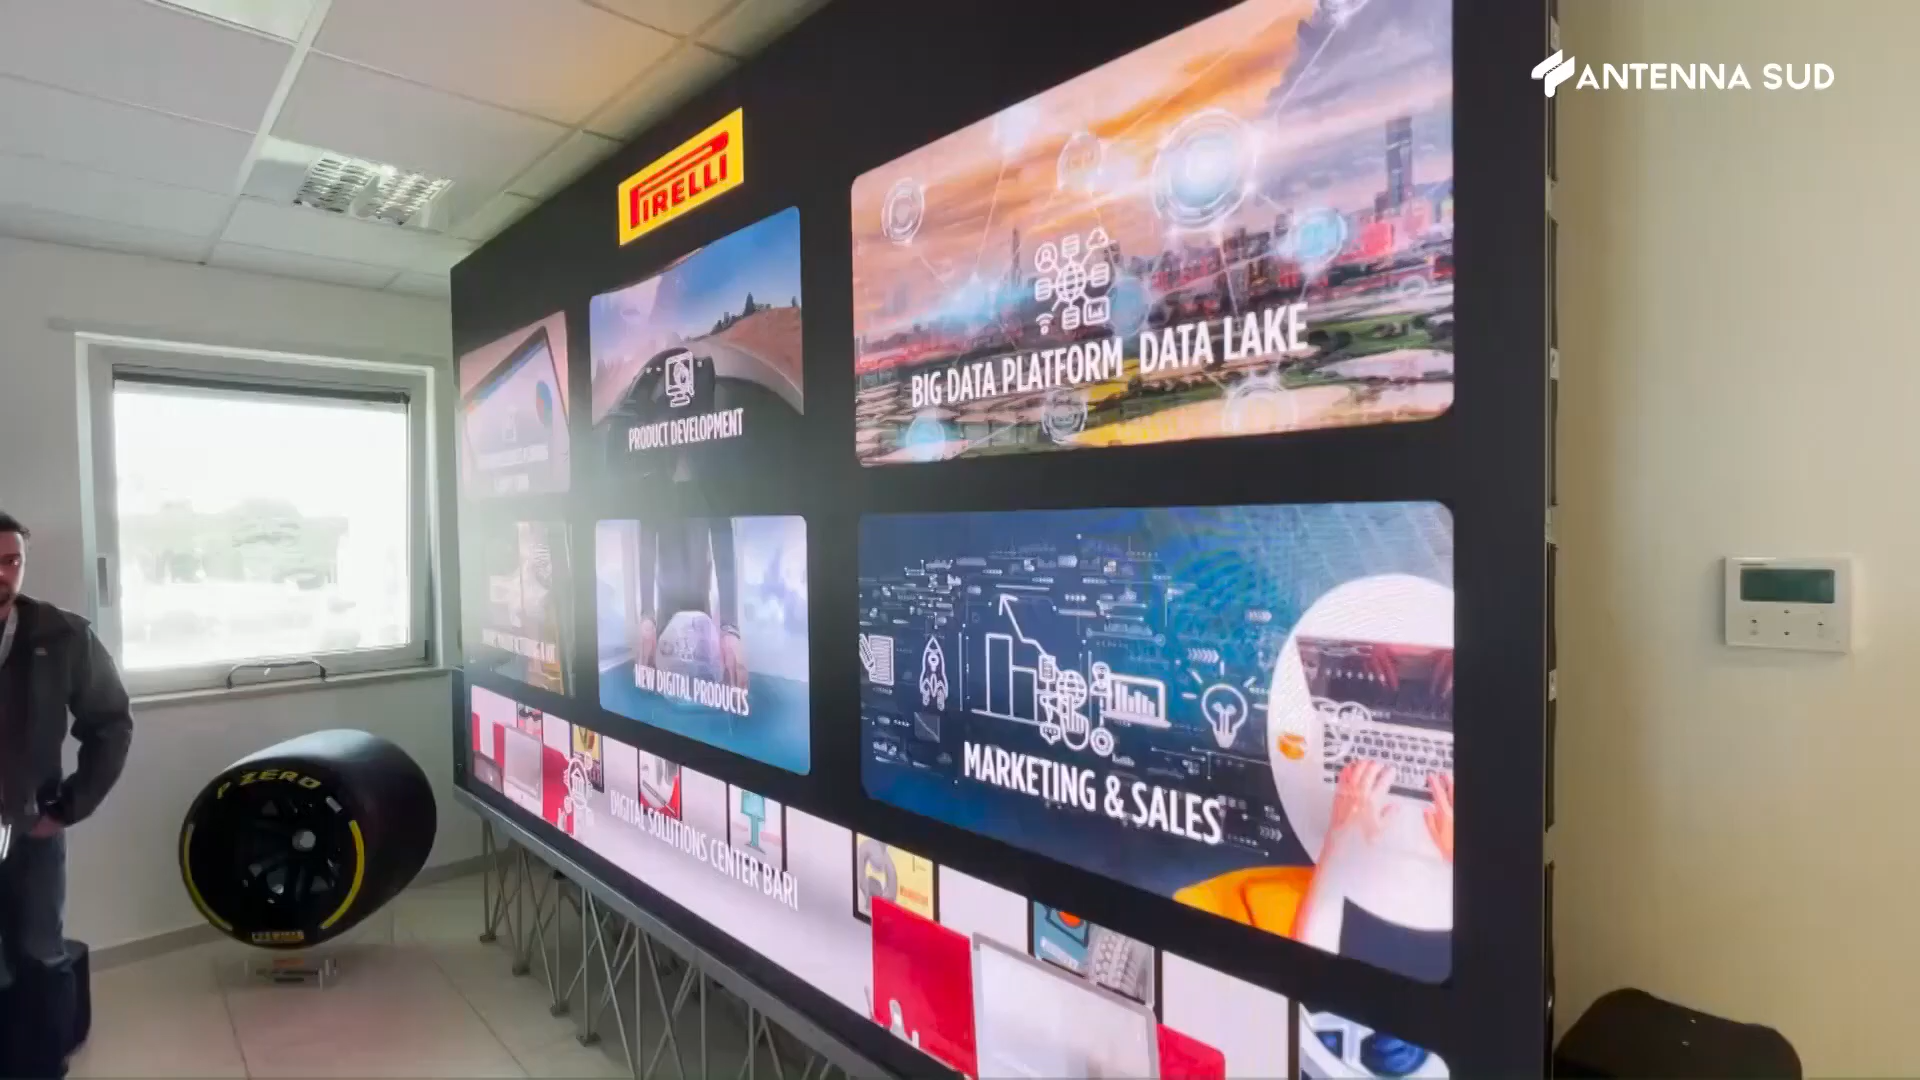 ANTENNA SUD
PIRELLI
BIG DATA PLATFORM DATA LAKE
PRODUCT DEVELOPMENT
NEW DIGITAL PRODUCTS
MARKETING & SALES
DIGITAL SOLUTIONS CENTER BARI
P ZERO